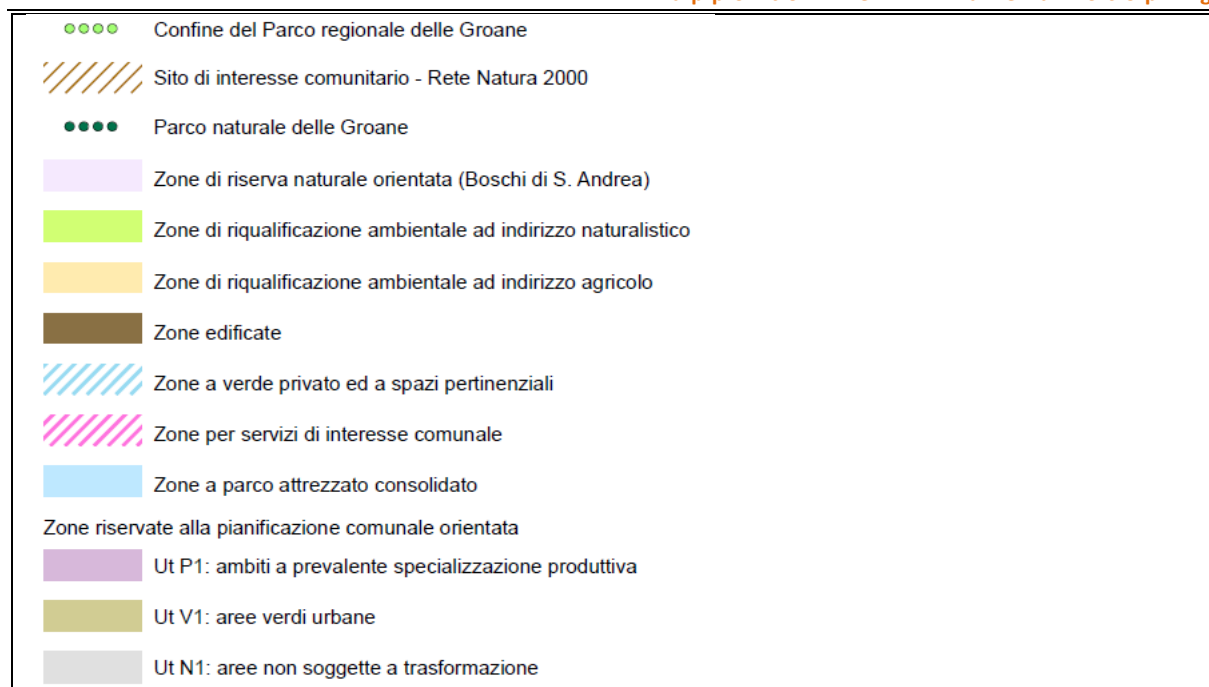 Confine del Parco regionale delle Groane
Sito di interesse comunitario - Rete Natura 2000
Parco naturale delle Groane
Zone di riserva naturale orientata (Boschi di S. Andrea)
Zone di riqualificazione ambientale ad indirizzo naturalistico
Zone di riqualificazione ambientale ad indirizzo agricolo
Zone edificate
Zone a verde privato ed a spazi pertinenziali
Zone per servizi di interesse comunale
Zone a parco attrezzato consolidato
Zone riservate alla pianificazione comunale orientata
Ut P1: ambiti a prevalente specializzazione produttiva
Ut V1: aree verdi urbane
Ut N1: aree non soggette a trasformazione